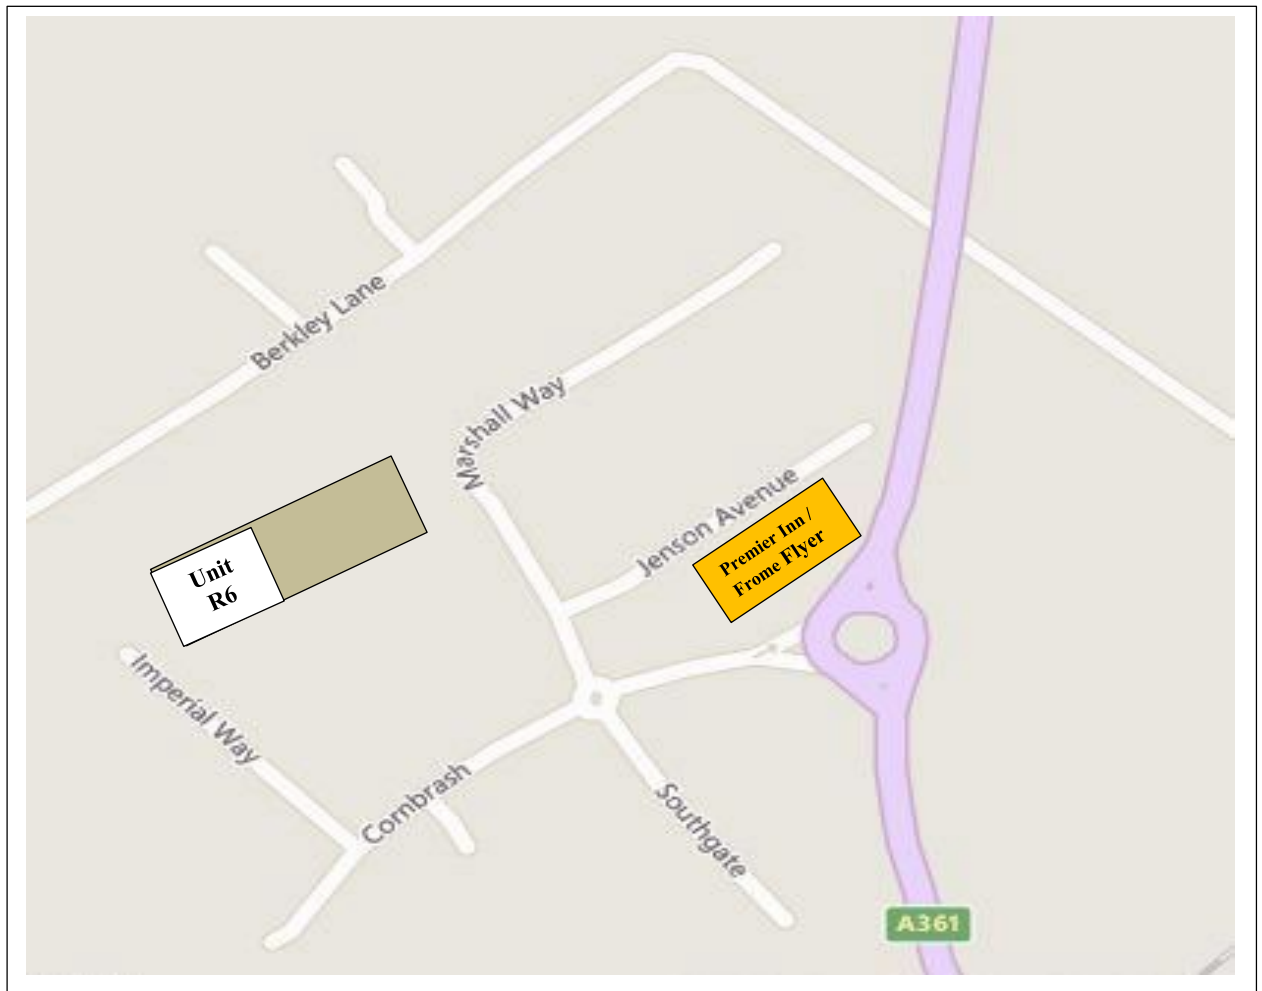 Berkley Lane
Marshall Way
Jenson Avenue
Premier Inn /
Frome Flyer
Unit
R6
Imperial Way
Cornbrash
Southgate
A361